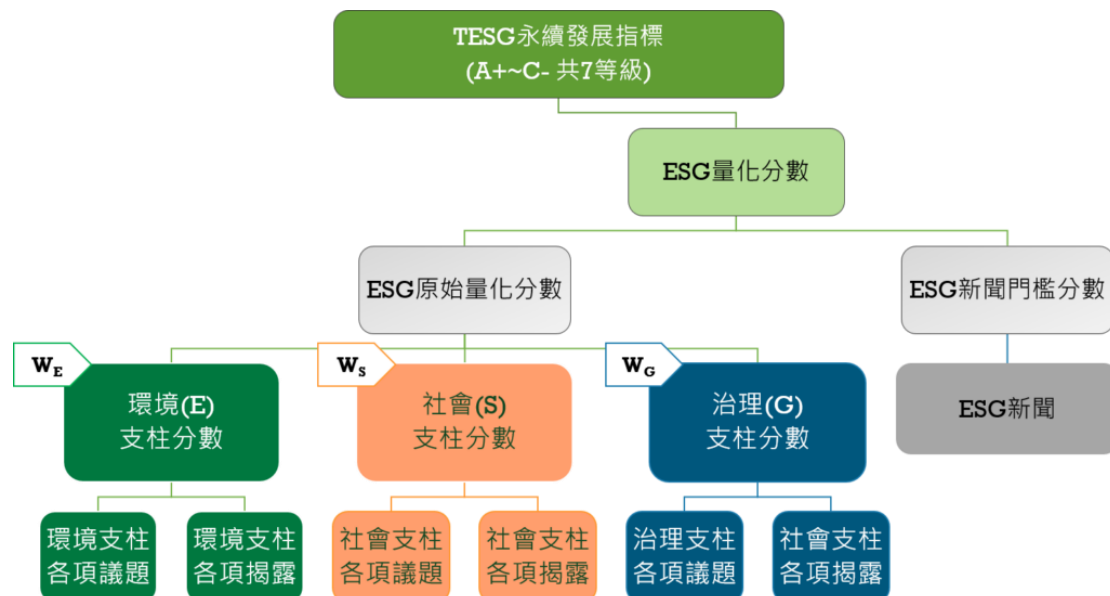 TESG永續發展指標
(A+~C- 共7等級)
ESG量化分數
ESG原始量化分數
ESG新聞門檻分數
W_E
W_S
W_G
環境(E)
支柱分數
社會(S)
支柱分數
治理(G)
支柱分數
ESG新聞
環境支柱
各項議題
環境支柱
各項揭露
社會支柱
各項議題
社會支柱
各項揭露
治理支柱
各項議題
社會支柱
各項揭露